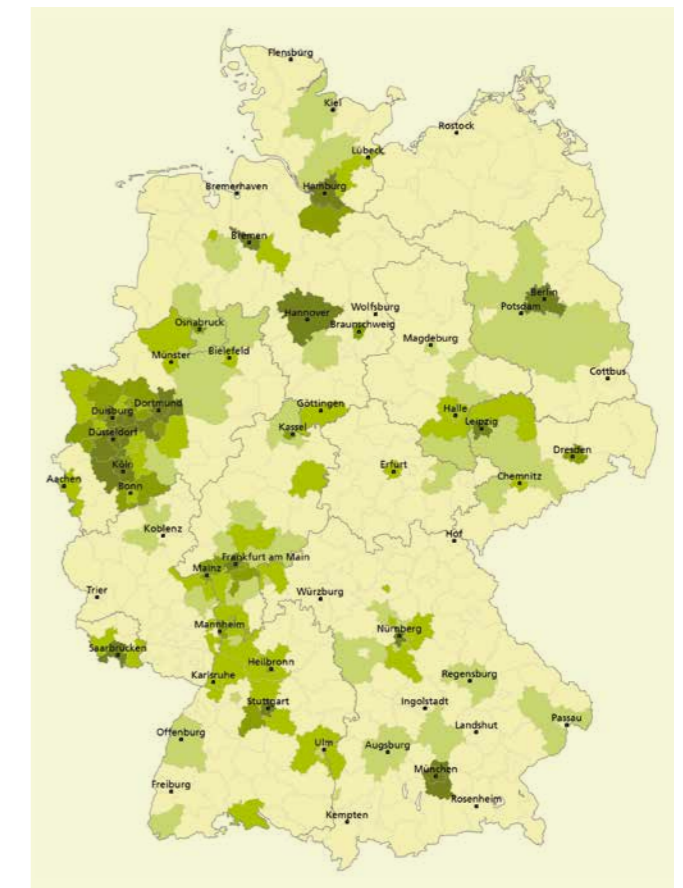 Flensbürg
Kiel
Rostock
Lübeck
Bremerhaven
Hamburg
Bremen
Berlin
Potsdam
Hannover
Wolfsburg
Braunschweig
Osnabrück
Magdeburg
Münster
Bielefeld
Cottbus
Dortmund
Duisburg
Göttingen
Halle
Leipzig
Kassel
Düsseldorf
Dresden
Köln
Erfurt
Aachen
Bonn
Chemnitz
Koblenz
Hof
Frankfurt am Main
Mainz
Trier
Würzburg
Mannheim
Nürnberg
Saarbrücken
Heilbronn
Karlsruhe
Regensburg
Stuttgart
Ingolstadt
Passau
Offenburg
Landshut
Ulm
Augsburg
München
Freiburg
Rosenheim
Kempten